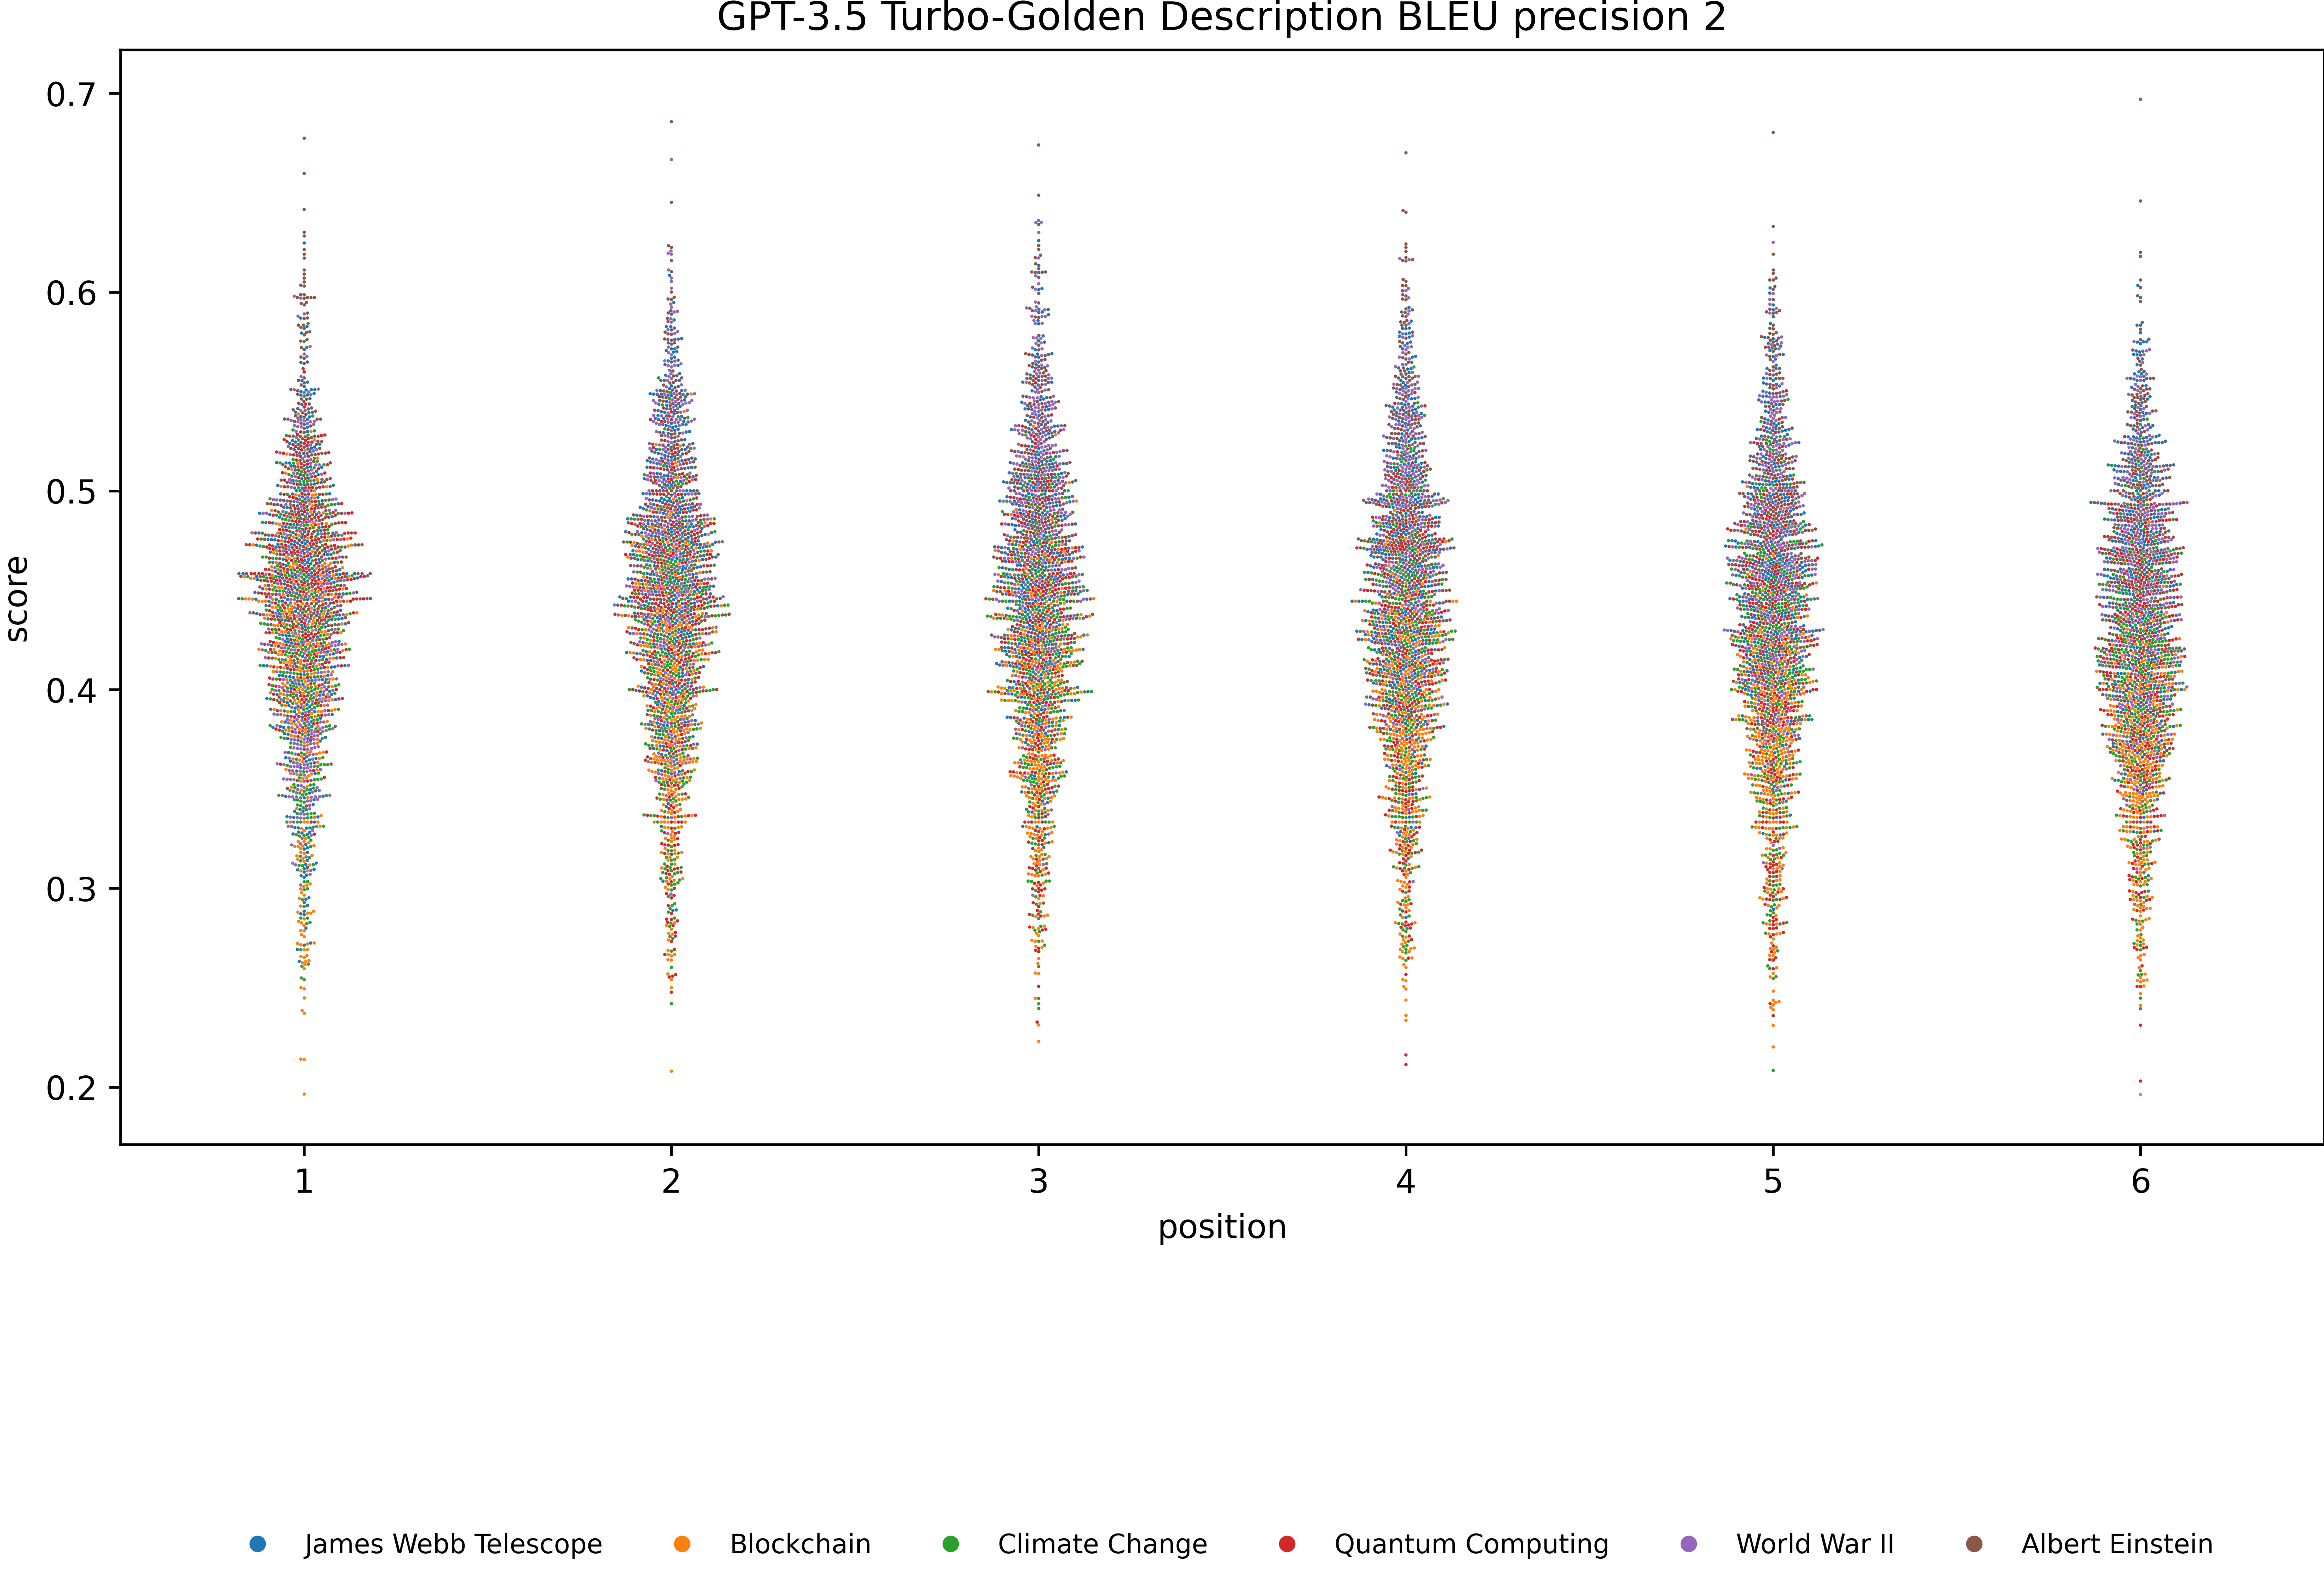 GPT-3.5 Turbo-Golden Description BLEU precision 2
0.7
0.6
0.5
0.4
0.3
0.2
score
1 2 3 4 5 6
position
James Webb Telescope Blockchain Climate Change Quantum Computing World War II Albert Einstein